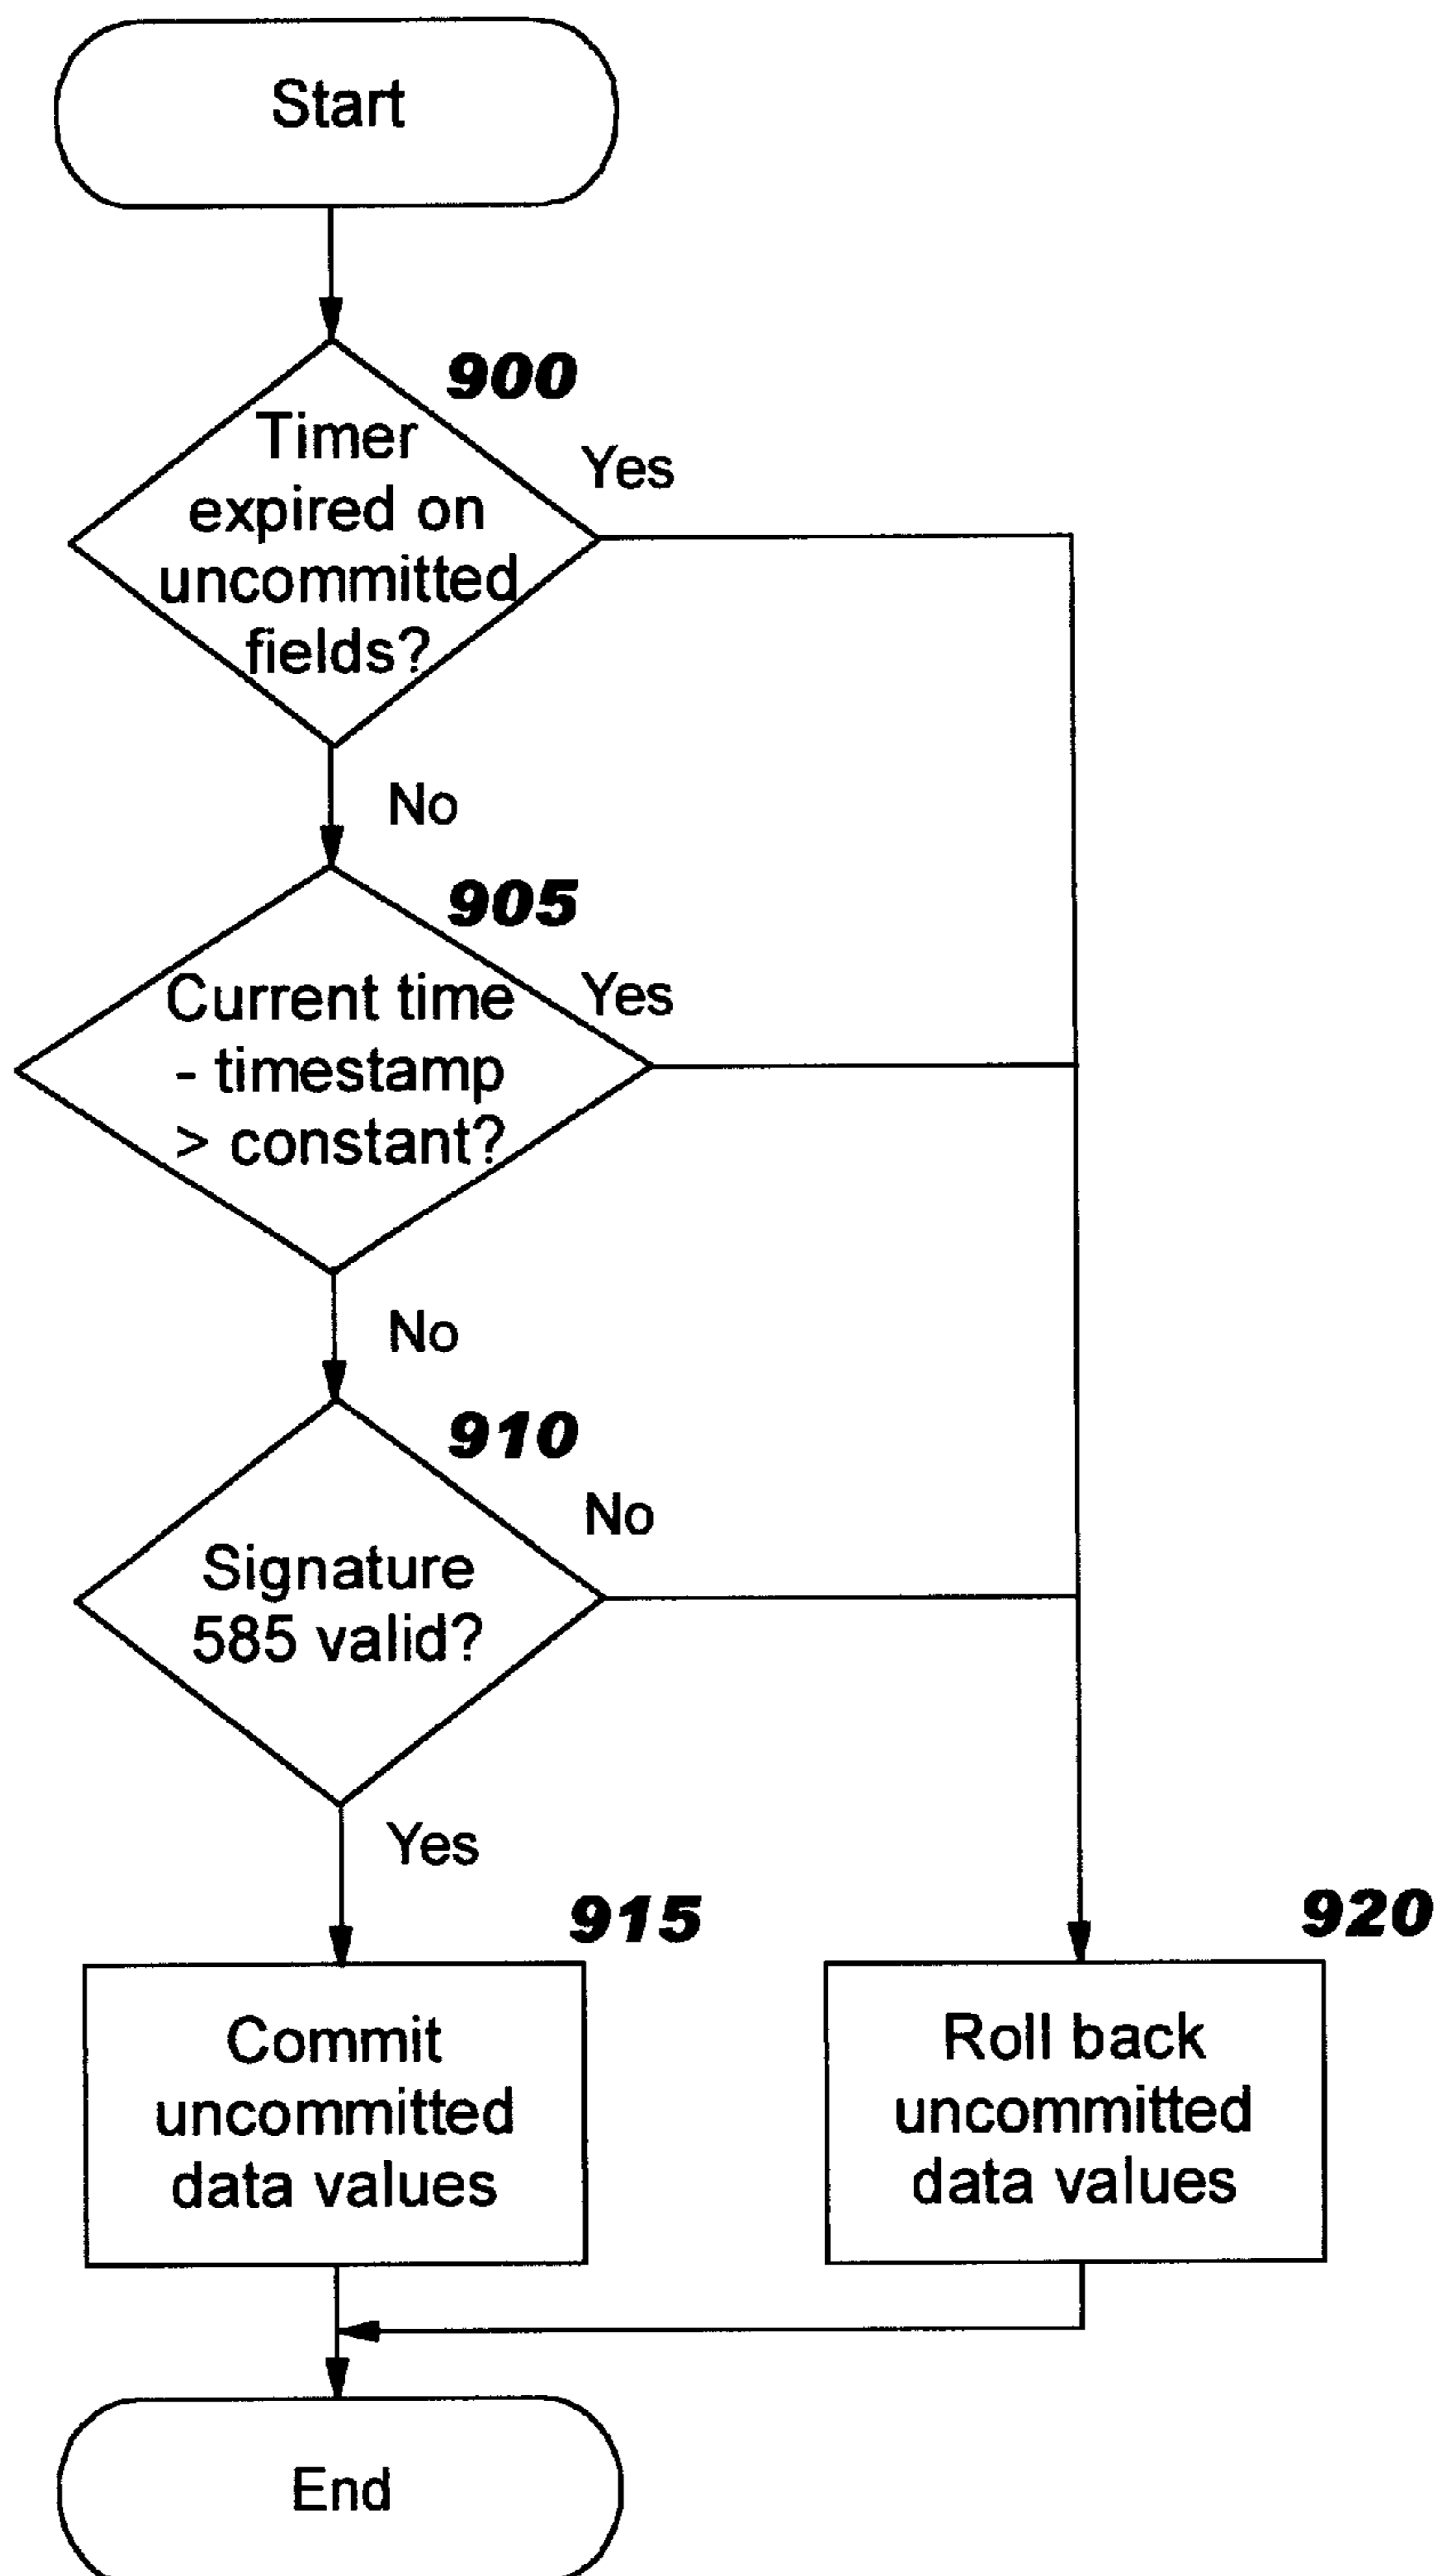 Start
900
Timer
expired on
uncommitted
fields?
Yes
No
905
Current time
- timestamp
> constant?
Yes
No
910
Signature
585 valid?
No
Yes
915
Commit
uncommitted
data values
920
Roll back
uncommitted
data values
End